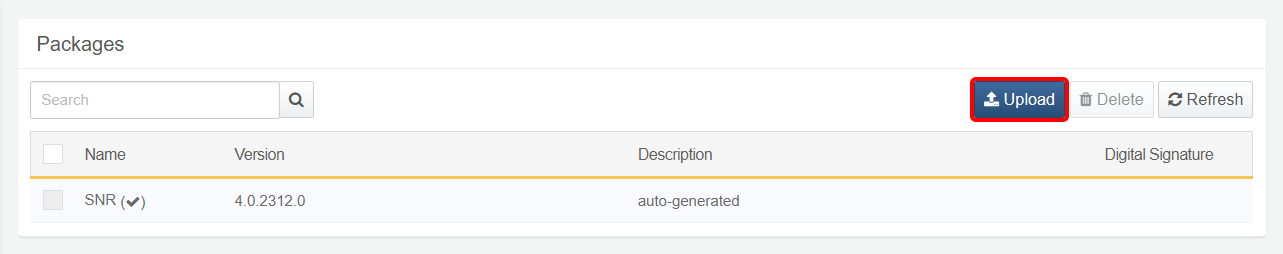 Packages
Search Upload Delete Refresh
Name Version Description Digital Signature
SNR (✔) 4.0.2312.0 auto-generated